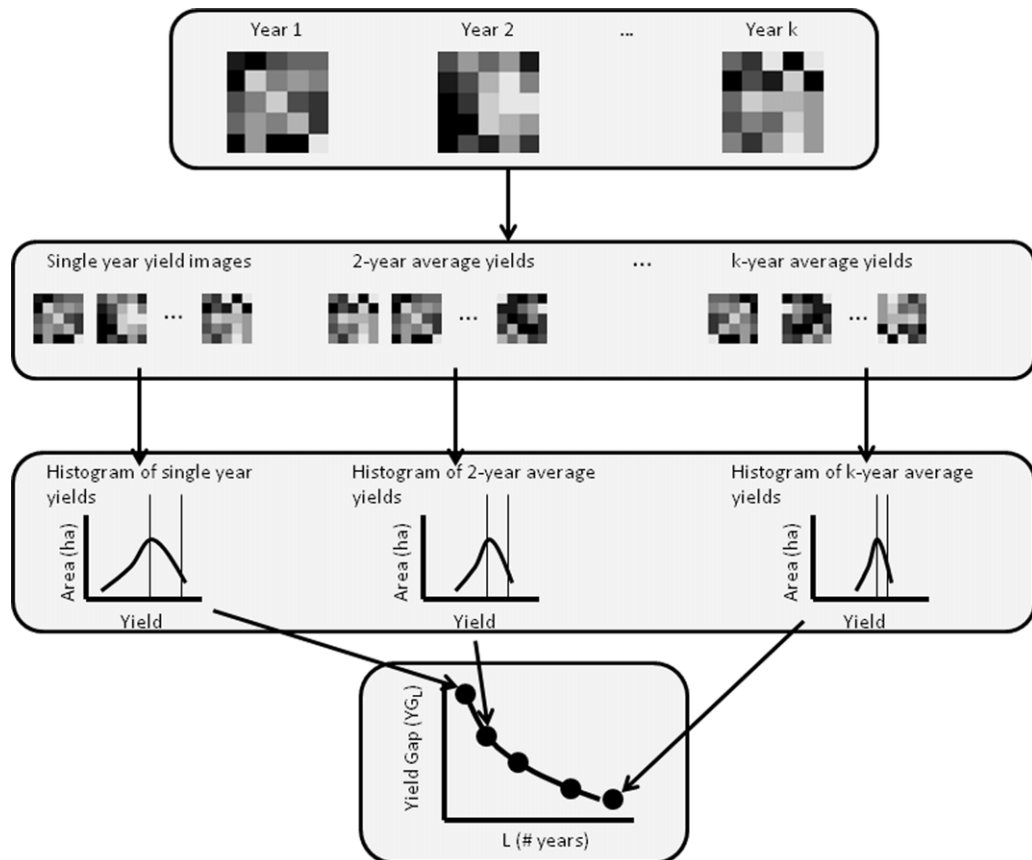 Year 1
Year 2
...
Year k
Single year yield images
2-year average yields
...
k-year average yields
...
...
...
Histogram of single year
yields
Histogram of 2-year average
yields
Histogram of k-year average
yields
Area (ha)
Yield
Area (ha)
Yield
Area (ha)
Yield
Yield Gap (YGL)
L (# years)